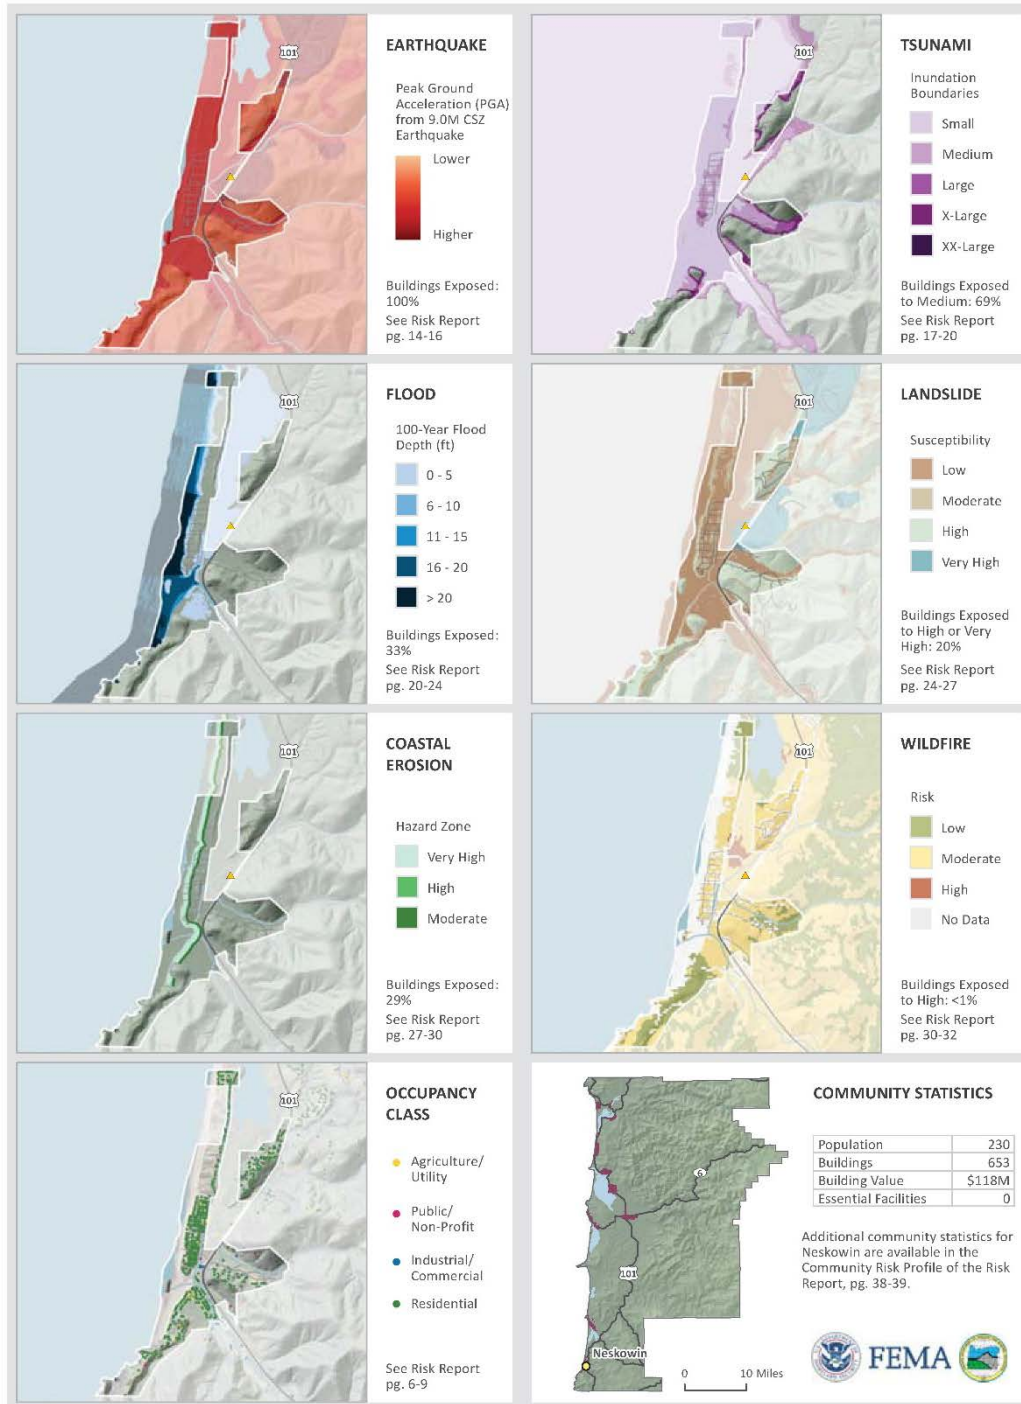 101
EARTHQUAKE
Peak Ground
Acceleration (PGA)
from 9.0M CSZ
Earthquake
Lower
Higher
Buildings Exposed:
100%
See Risk Report
pg. 14-16
TSUNAMI
Inundation
Boundaries
Small
Medium
Large
X-Large
XX-Large
Buildings Exposed
to Medium: 69%
See Risk Report
pg. 17-20
101
FLOOD
100-Year Flood
Depth (ft)
0 - 5
6 - 10
11 - 15
16 - 20
> 20
Buildings Exposed:
33%
See Risk Report
pg. 20-24
101
LANDSLIDE
Susceptibility
Low
Moderate
High
Very High
Buildings Exposed
to High or Very
High: 20%
See Risk Report
pg. 24-27
101
COASTAL
EROSION
Hazard Zone
Very High
High
Moderate
Buildings Exposed:
29%
See Risk Report
pg. 27-30
101
WILDFIRE
Risk
Low
Moderate
High
No Data
Buildings Exposed
to High: <1%
See Risk Report
pg. 30-32
101
OCCUPANCY
CLASS
Agriculture/
Utility
Public/
Non-Profit
Industrial/
Commercial
Residential
See Risk Report
pg. 6-9
6
101
Neskowin
0 10 Miles
COMMUNITY STATISTICS
Population 230
Buildings 653
Building Value $118M
Essential Facilities 0
Additional community statistics for
Neskowin are available in the
Community Risk Profile of the Risk
Report, pg. 38-39.
FEMA